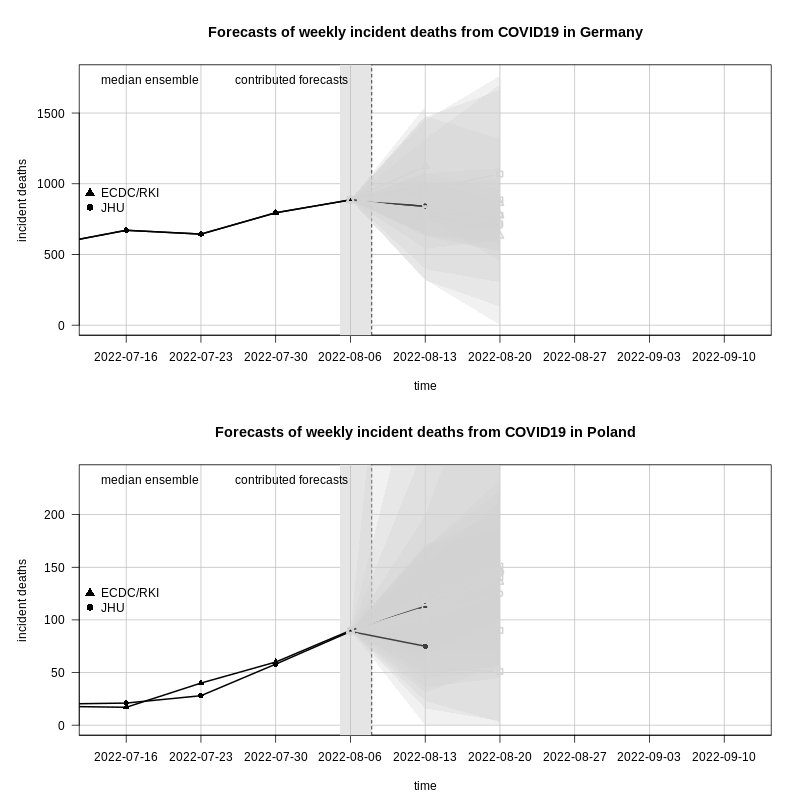 Forecasts of weekly incident deaths from COVID19 in Germany
median ensemble contributed forecasts
1500
1000
ECDC/RKI
JHU
500
0
incident deaths
2022-07-16 2022-07-23 2022-07-30 2022-08-06 2022-08-13 2022-08-20 2022-08-27 2022-09-03 2022-09-10
time
Forecasts of weekly incident deaths from COVID19 in Poland
median ensemble contributed forecasts
200
150
ECDC/RKI
JHU
100
50
0
incident deaths
2022-07-16 2022-07-23 2022-07-30 2022-08-06 2022-08-13 2022-08-20 2022-08-27 2022-09-03 2022-09-10
time